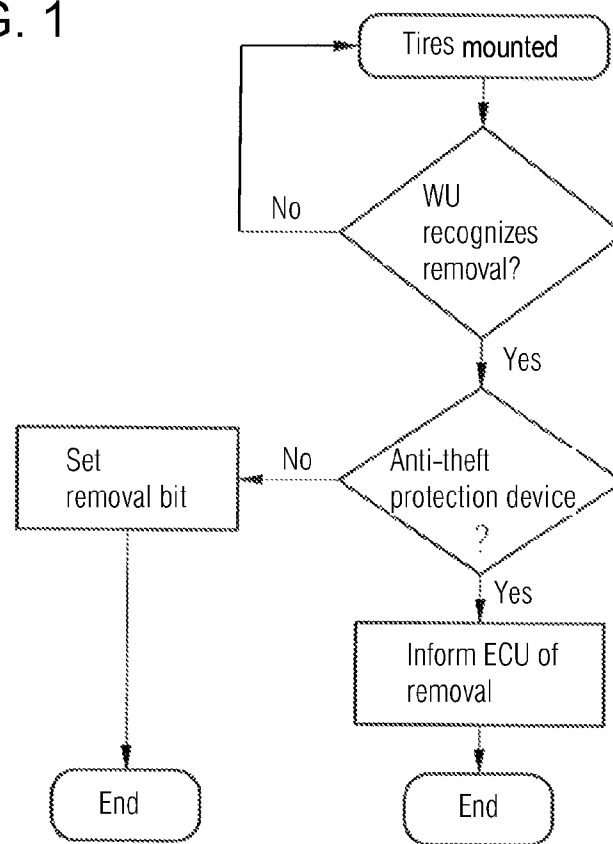 G. 1
Tires mounted
No
WU
recognizes
removal?
Yes
Set
removal bit
No
Anti-theft
protection device
?
Yes
Inform ECU of
removal
End
End